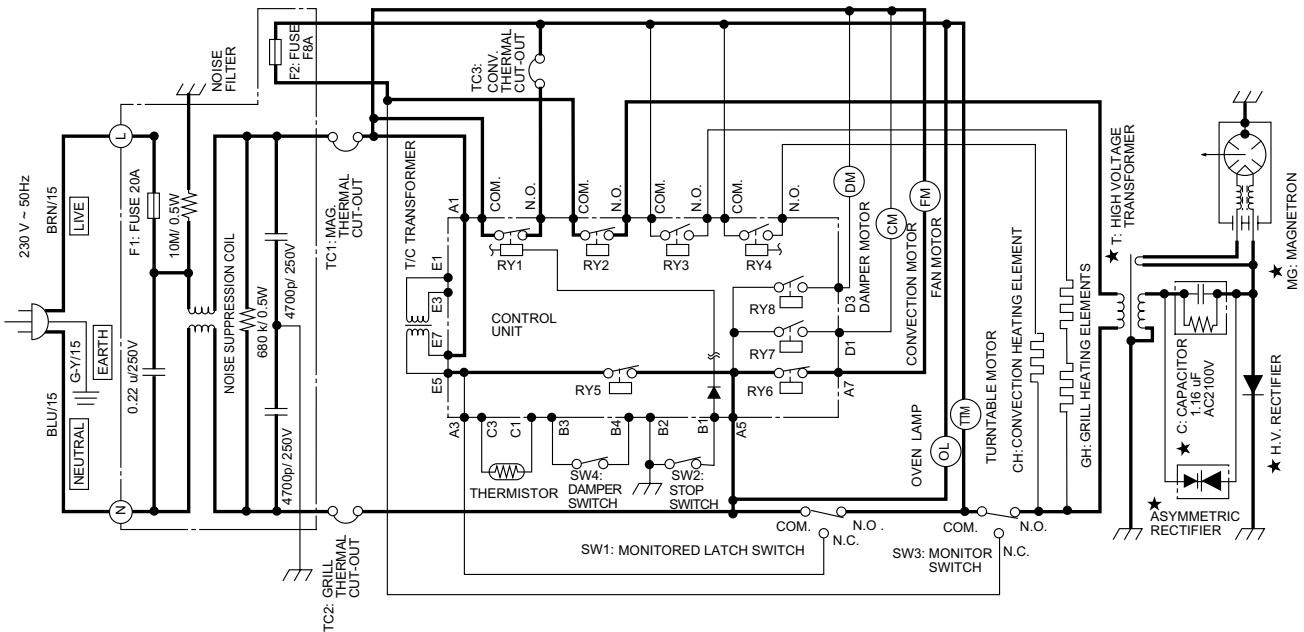 230 V ~ 50Hz
BRN/15
LIVE
G-Y/15
EARTH
BLU/15
NEUTRAL
L
N
F1: FUSE 20A
10M/ 0.5W
0.22 u/250V
NOISE SUPPRESSION COIL
680 k/ 0.5W
4700p/ 250V
4700p/ 250V
NOISE
FILTER
F2: FUSE
F8A
TC1: MAG.
THERMAL
CUT-OUT
TC2: GRILL
THERMAL
CUT-OUT
TC3:
CONV.
THERMAL
CUT-OUT
T/C TRANSFORMER
A1
E1
E3
E7
E5
CONTROL
UNIT
COM.
N.O.
COM.
N.O.
COM.
N.O.
COM.
N.O.
RY1
RY2
RY3
RY4
RY5
RY6
RY7
RY8
A3
C3
C1
B3
B4
B2
B1
A5
A7
D1
D3
THERMISTOR
SW4:
DAMPER
SWITCH
SW2:
STOP
SWITCH
DM
DAMPER MOTOR
CM
CONVECTION MOTOR
FM
FAN MOTOR
OVEN LAMP
OL
TTM
TURNTABLE MOTOR
CH:CONVECTION HEATING ELEMENT
GH: GRILL HEATING ELEMENTS
COM.
N.O.
N.C.
SW1: MONITORED LATCH SWITCH
COM.
N.O.
N.C.
SW3: MONITOR
SWITCH
★ T: HIGH VOLTAGE
TRANSFORMER
★ C: CAPACITOR
1.16 uF
AC2100V
★ ASYMMETRIC
RECTIFIER
★ H.V. RECTIFIER
★ MG: MAGNETRON